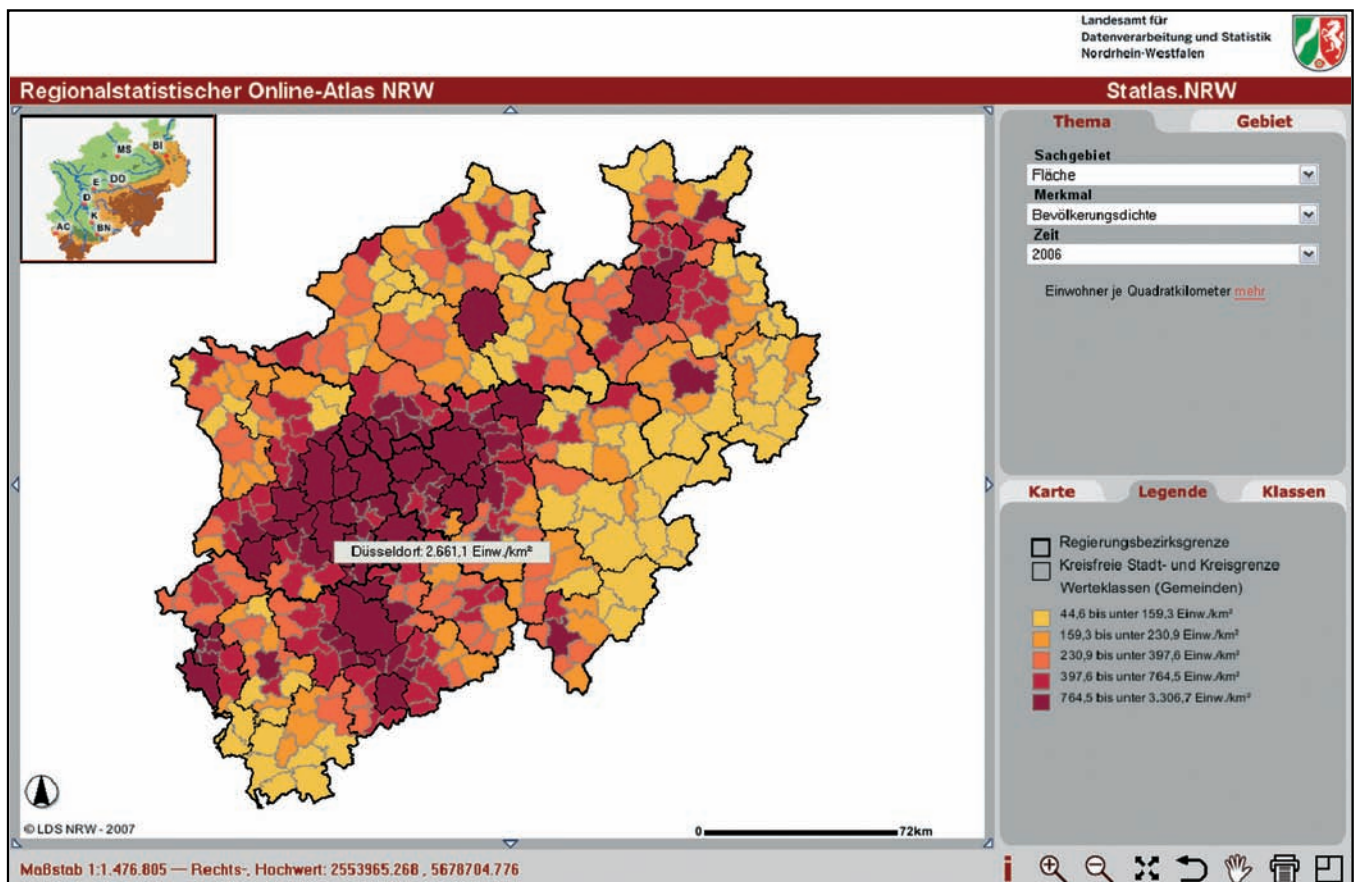 Landesamt für
Datenverarbeitung und Statistik
Nordrhein-Westfalen
Regionalstatistischer Online-Atlas NRW
Statlas.NRW
MS
BI
E
DO
D
K
AC
BN
Düsseldorf: 2.661,1 Einw./km²
© LDS NRW - 2007
0
72km
Thema
Gebiet
Sachgebiet
Fläche
Merkmal
Bevölkerungsdichte
Zeit
2006
Einwohner je Quadratkilometer mehr
Karte
Legende
Klassen
Regierungsbezirksgrenze
Kreisfreie Stadt- und Kreisgrenze
Werteklassen (Gemeinden)
44,6 bis unter 159,3 Einw./km²
159,3 bis unter 230,9 Einw./km²
230,9 bis unter 397,6 Einw./km²
397,6 bis unter 764,5 Einw./km²
764,5 bis unter 3.306,7 Einw./km²
Maßstab 1:1.476.805 — Rechts-, Hochwert: 2553965.268 , 5678704.776
i